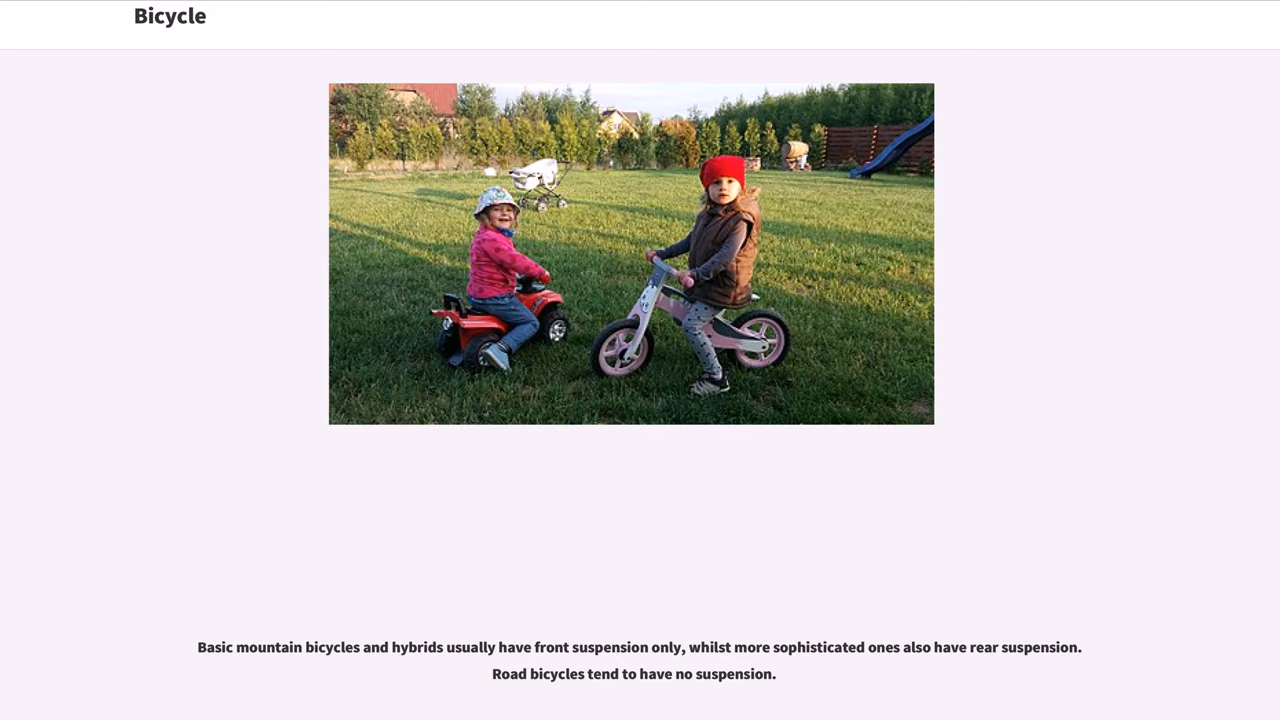 Bicycle
Basic mountain bicycles and hybrids usually have front suspension only, whilst more sophisticated ones also have rear suspension.
Road bicycles tend to have no suspension.